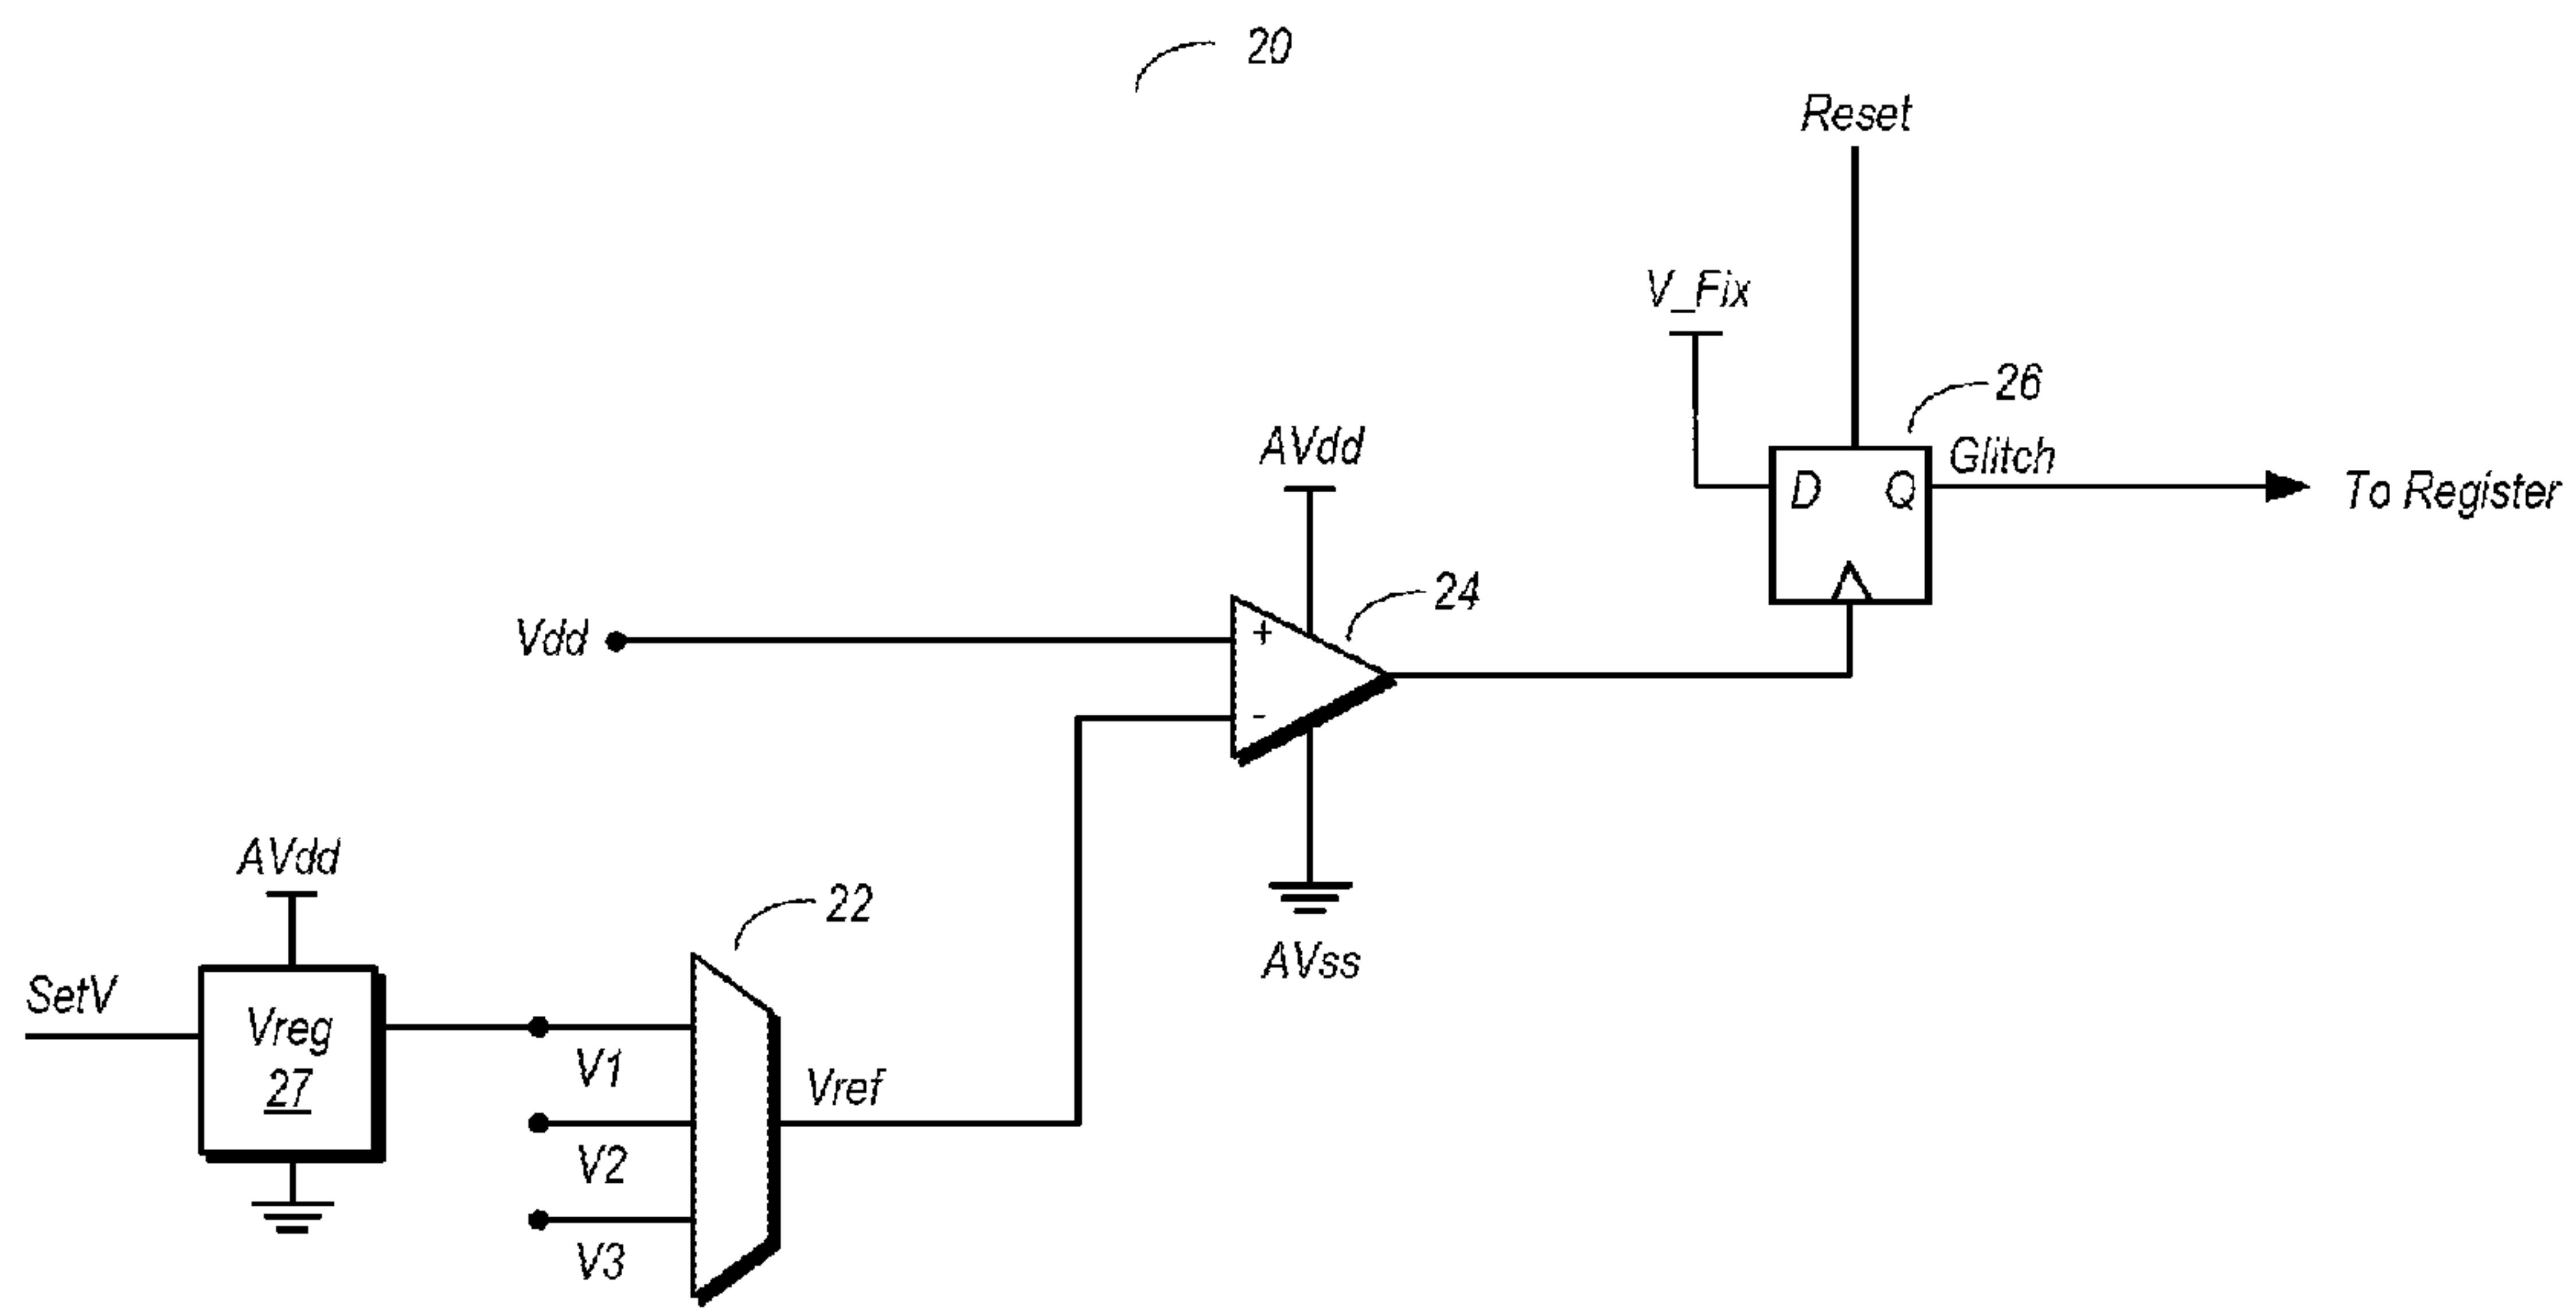 20
Reset
V_Fix
26
AVdd
D
Q
Glitch
To Register
24
Vdd
+
-
AVdd
22
AVss
SetV
Vreg
27
V1
Vref
V2
V3